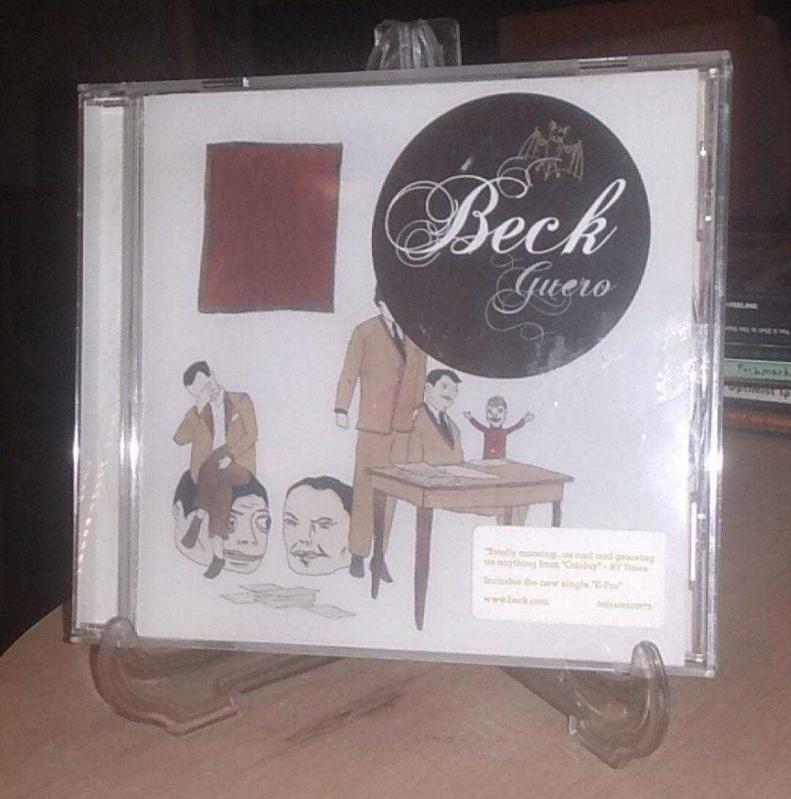 Beck
Guero
"Totally amazing...as cool and grooving
as anything from "Odelay" - NY Times
Includes the new single "E-Pro"
www.beck.com
FEELING